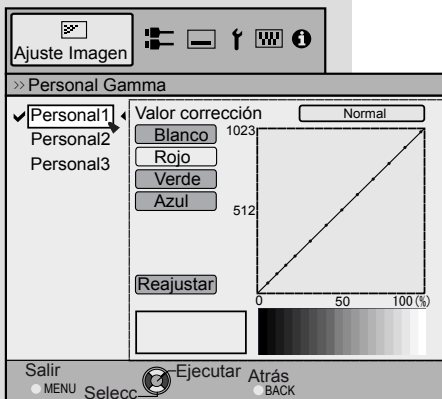 Ajuste Imagen
>> Personal Gamma
Personal1
Personal2
Personal3
Valor corrección
Normal
Blanco
Rojo
Verde
Azul
Reajustar
1023
512
0 50 100 (%)
Salir
MENU
Selecc
Ejecutar
Atrás
BACK